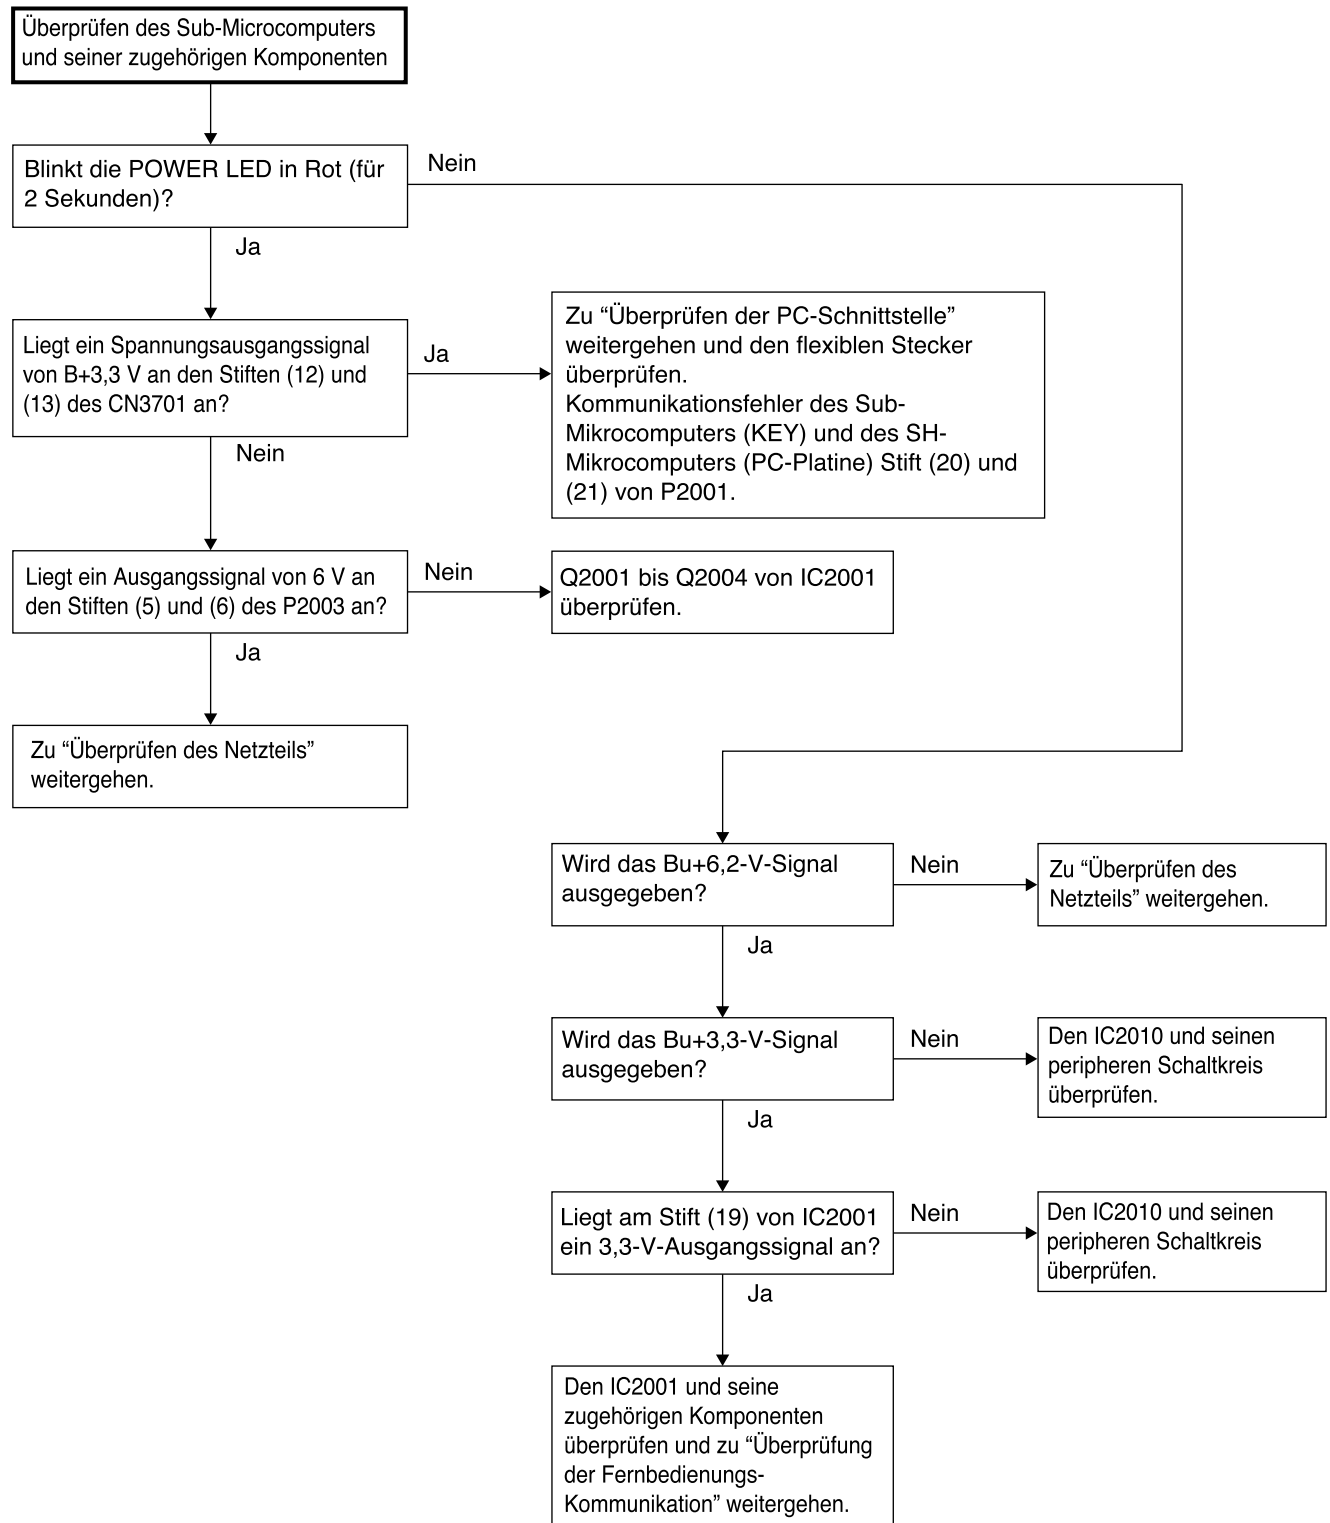 Überprüfen des Sub-Microcomputers
und seiner zugehörigen Komponenten
Blinkt die POWER LED in Rot (für
2 Sekunden)?
Nein
Ja
Liegt ein Spannungsausgangssignal
von B+3,3 V an den Stiften (12) und
(13) des CN3701 an?
Ja
Zu “Überprüfen der PC-Schnittstelle”
weitergehen und den flexiblen Stecker
überprüfen.
Kommunikationsfehler des Sub-
Mikrocomputers (KEY) und des SH-
Mikrocomputers (PC-Platine) Stift (20) und
(21) von P2001.
Nein
Liegt ein Ausgangssignal von 6 V an
den Stiften (5) und (6) des P2003 an?
Nein
Q2001 bis Q2004 von IC2001
überprüfen.
Ja
Zu “Überprüfen des Netzteils”
weitergehen.
Wird das Bu+6,2-V-Signal
ausgegeben?
Nein
Zu “Überprüfen des
Netzteils” weitergehen.
Ja
Wird das Bu+3,3-V-Signal
ausgegeben?
Nein
Den IC2010 und seinen
peripheren Schaltkreis
überprüfen.
Ja
Liegt am Stift (19) von IC2001
ein 3,3-V-Ausgangssignal an?
Nein
Den IC2010 und seinen
peripheren Schaltkreis
überprüfen.
Ja
Den IC2001 und seine
zugehörigen Komponenten
überprüfen und zu “Überprüfung
der Fernbedienungs-
Kommunikation” weitergehen.